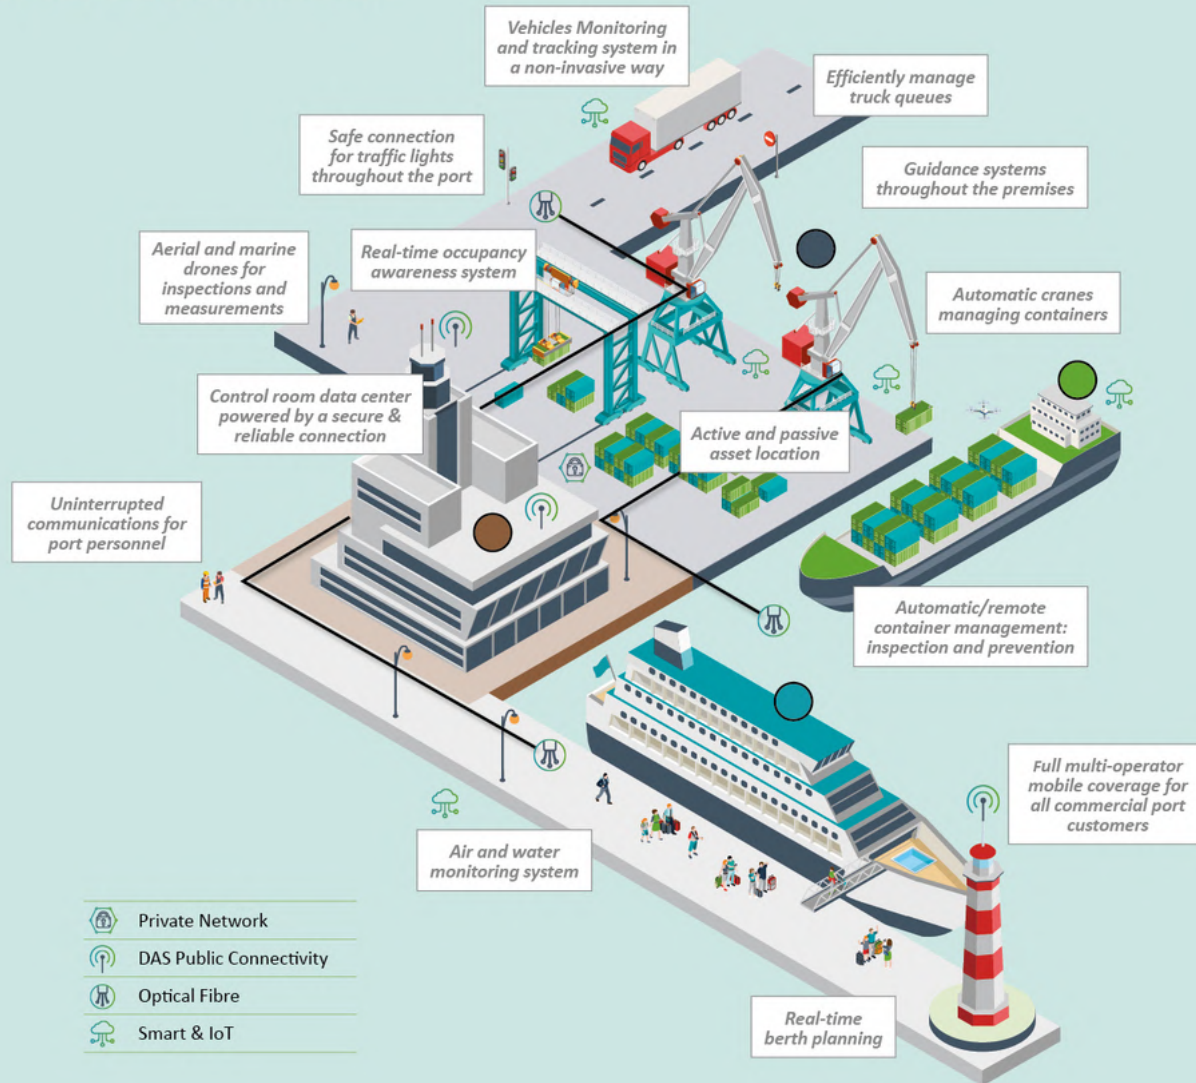 Vehicles Monitoring
and tracking system in
a non-invasive way
Efficiently manage
truck queues
Safe connection
for traffic lights
throughout the port
Guidance systems
throughout the premises
Aerial and marine
drones for
inspections and
measurements
Real-time occupancy
awareness system
Automatic cranes
managing containers
Control room data center
powered by a secure &
reliable connection
Active and passive
asset location
Uninterrupted
communications for
port personnel
Automatic/remote
container management:
inspection and prevention
Full multi-operator
mobile coverage for
all commercial port
customers
Air and water
monitoring system
Private Network
DAS Public Connectivity
Optical Fibre
Smart & IoT
Real-time
berth planning